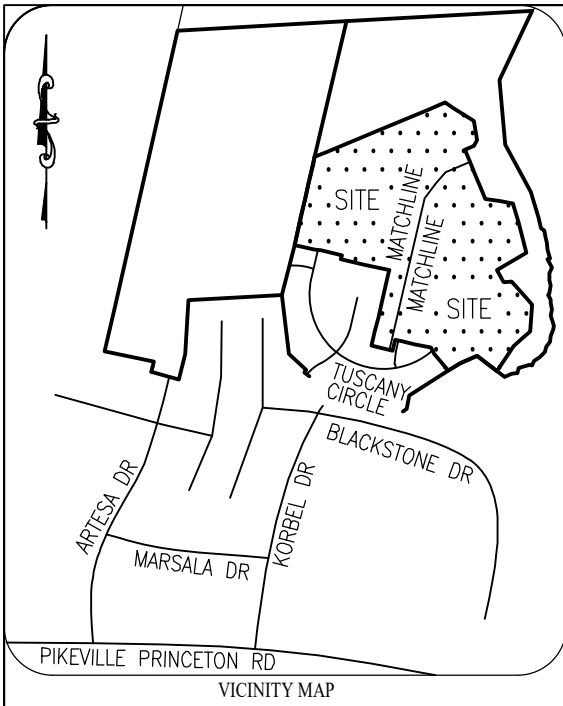 SITE
MATCHLINE
MATCHLINE
SITE
TUSCANY
CIRCLE
BLACKSTONE DR
KORBEL DR
ARTESA DR
MARSALA DR
PIKEVILLE PRINCETON RD
VICINITY MAP